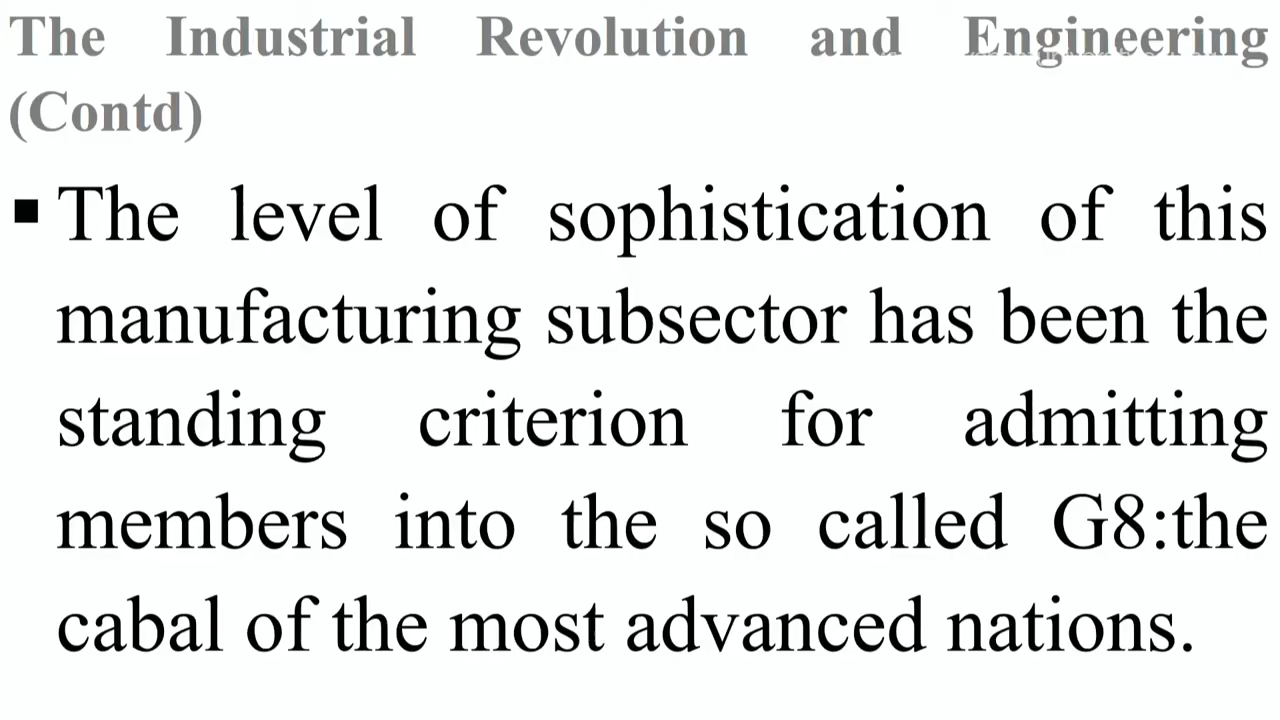 The Industrial Revolution and Engineering
(Contd)
▪ The level of sophistication of this
manufacturing subsector has been the
standing criterion for admitting
members into the so called G8:the
cabal of the most advanced nations.